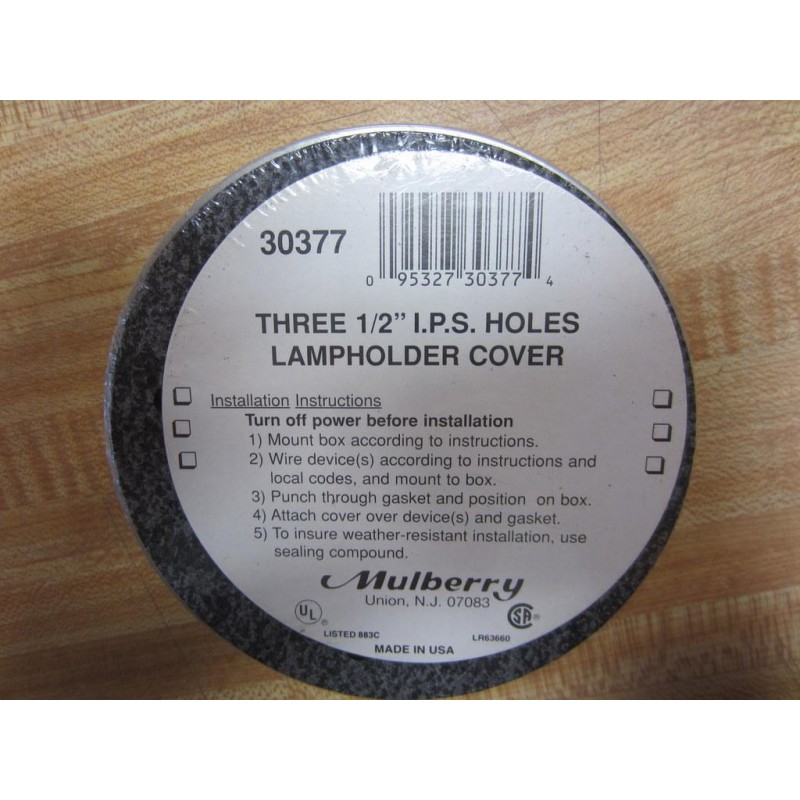 30377
0 95327 30377 4
THREE 1/2” I.P.S. HOLES
LAMPHOLDER COVER
Installation Instructions
Turn off power before installation
1) Mount box according to instructions.
2) Wire device(s) according to instructions and
local codes, and mount to box.
3) Punch through gasket and position on box.
4) Attach cover over device(s) and gasket.
5) To insure weather-resistant installation, use
sealing compound.
Mulberry
Union, N.J. 07083
UL ®
SA ®
LISTED 883C
LR63660
MADE IN USA